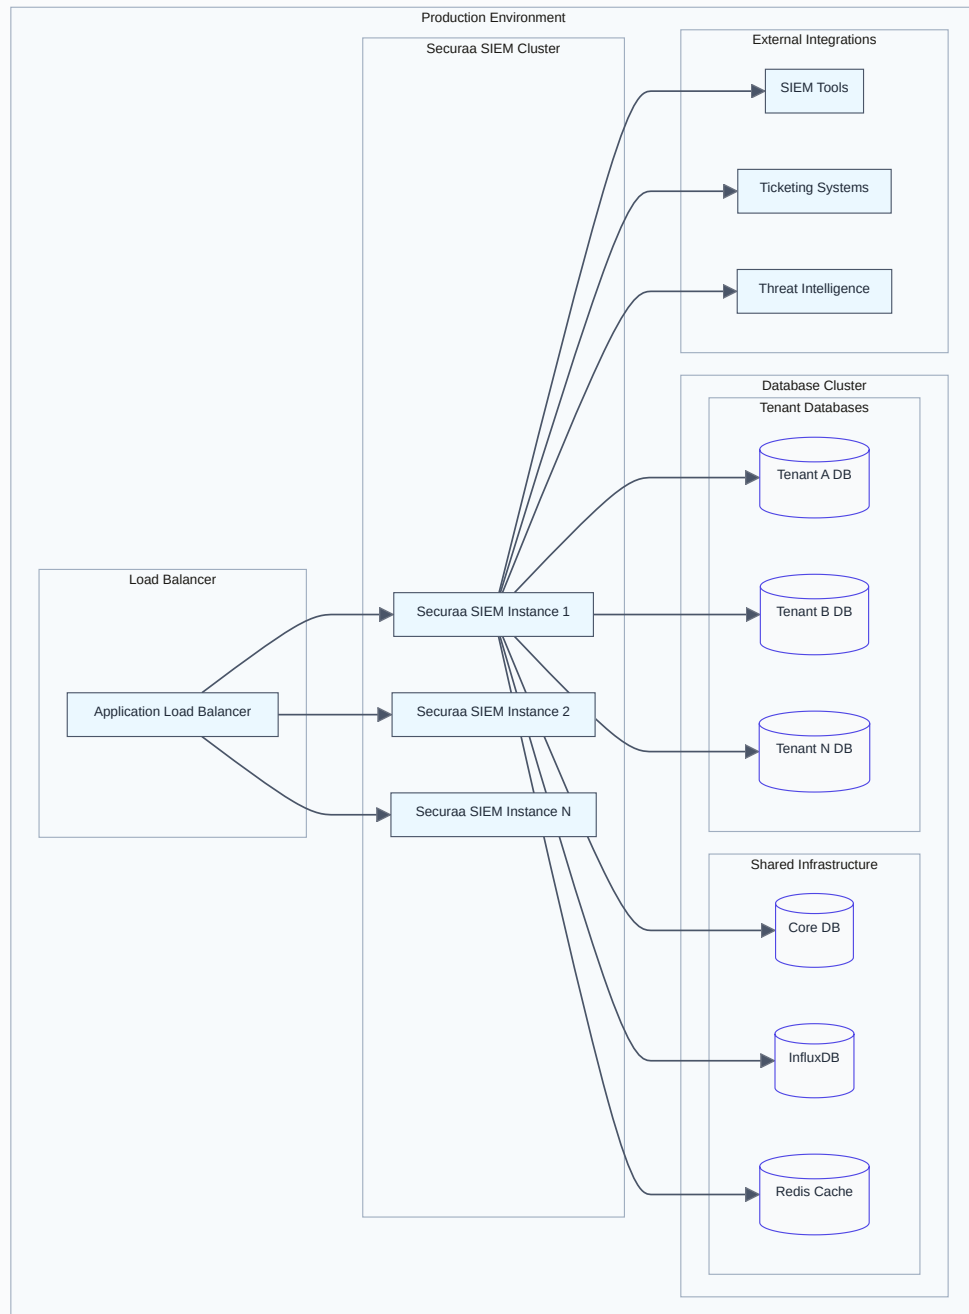 Production Environment
Securaa SIEM Cluster
External Integrations
SIEM Tools
Ticketing Systems
Threat Intelligence
Database Cluster
Tenant Databases
Tenant A DB
Load Balancer
Securaa SIEM Instance 1
Tenant B DB
Application Load Balancer
Securaa SIEM Instance 2
Tenant N DB
Securaa SIEM Instance N
Shared Infrastructure
Core DB
InfluxDB
Redis Cache